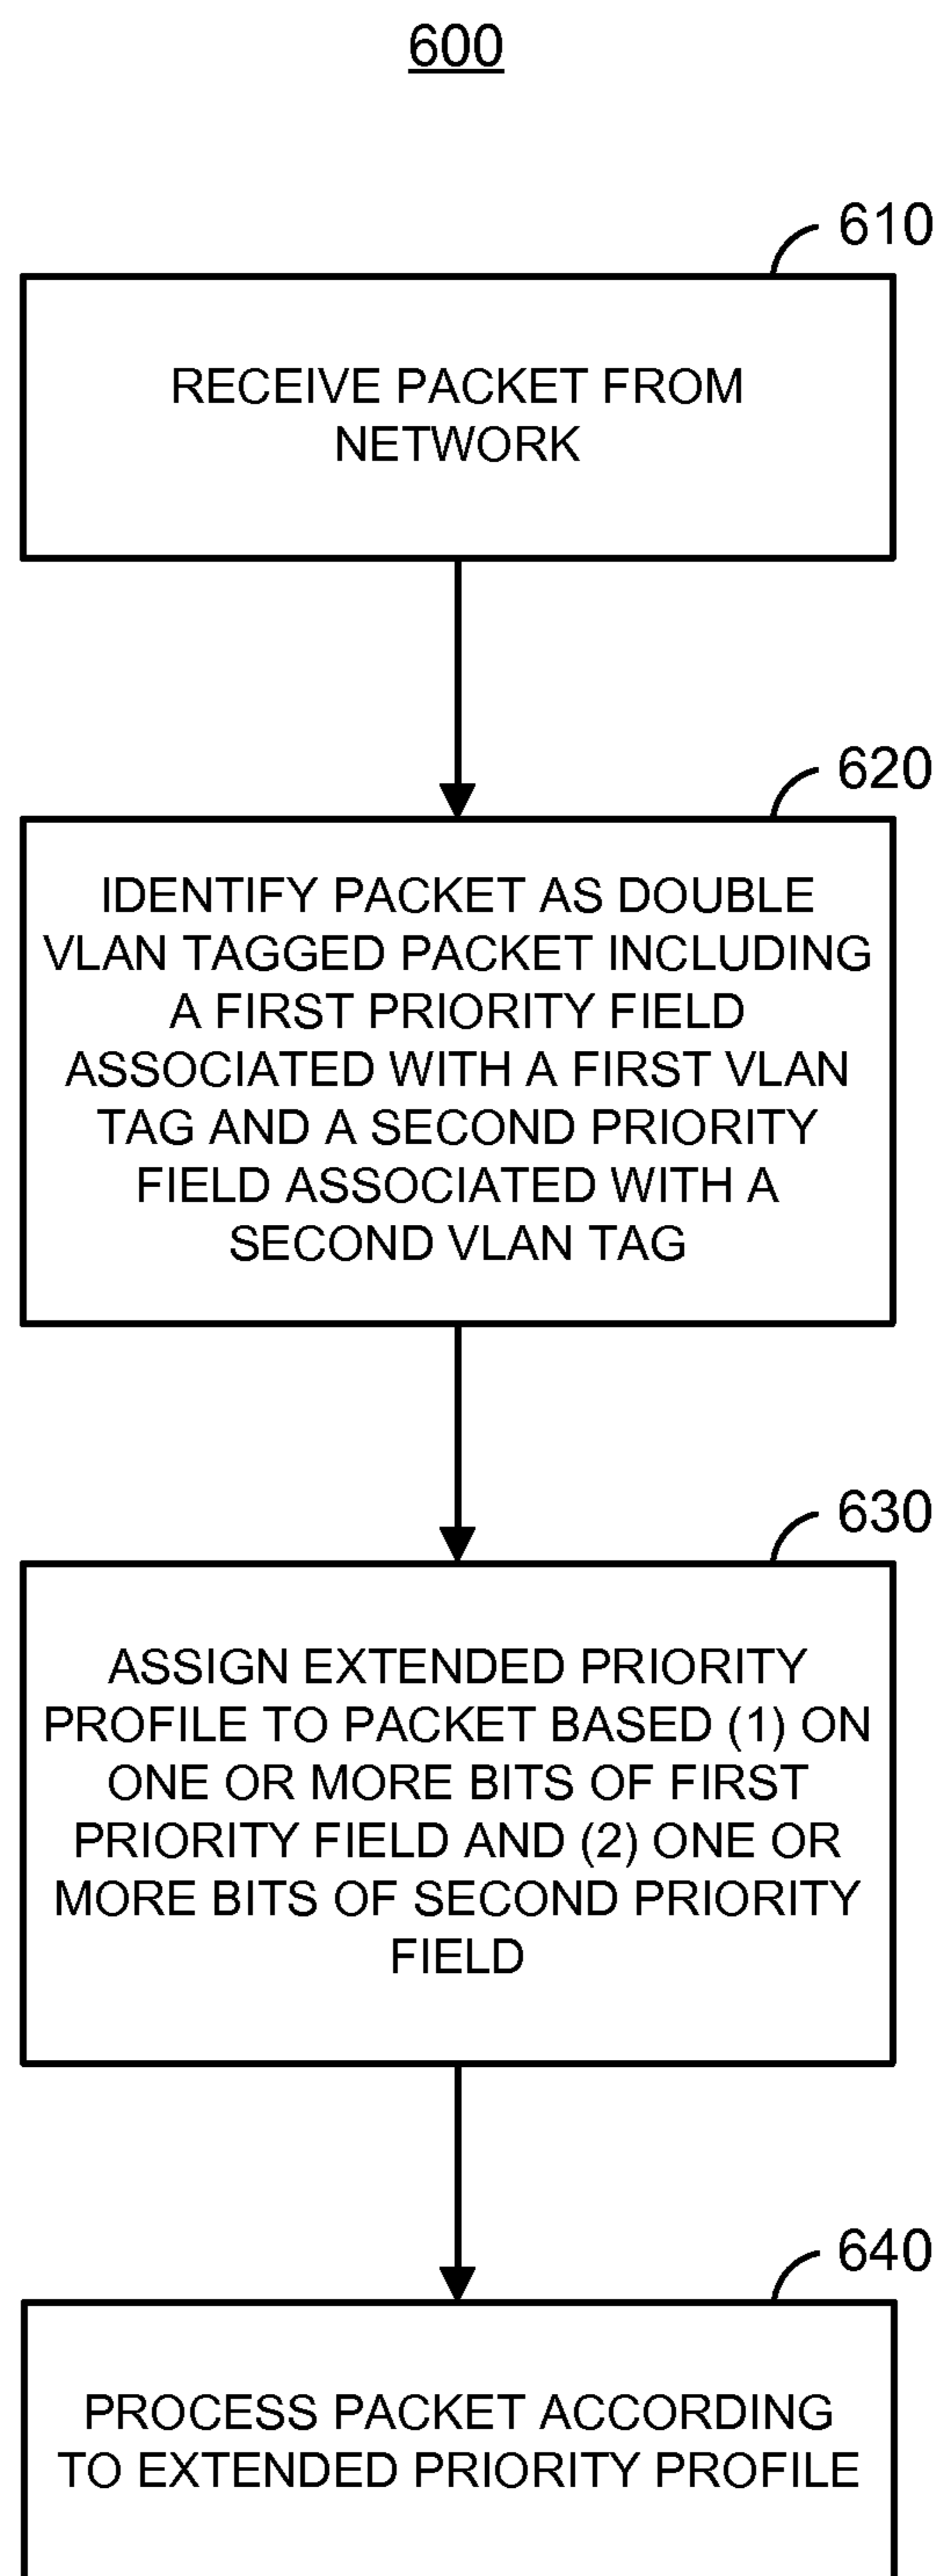 600
610
RECEIVE PACKET FROM
NETWORK
620
IDENTIFY PACKET AS DOUBLE
VLAN TAGGED PACKET INCLUDING
A FIRST PRIORITY FIELD
ASSOCIATED WITH A FIRST VLAN
TAG AND A SECOND PRIORITY
FIELD ASSOCIATED WITH A
SECOND VLAN TAG
630
ASSIGN EXTENDED PRIORITY
PROFILE TO PACKET BASED (1) ON
ONE OR MORE BITS OF FIRST
PRIORITY FIELD AND (2) ONE OR
MORE BITS OF SECOND PRIORITY
FIELD
640
PROCESS PACKET ACCORDING
TO EXTENDED PRIORITY PROFILE